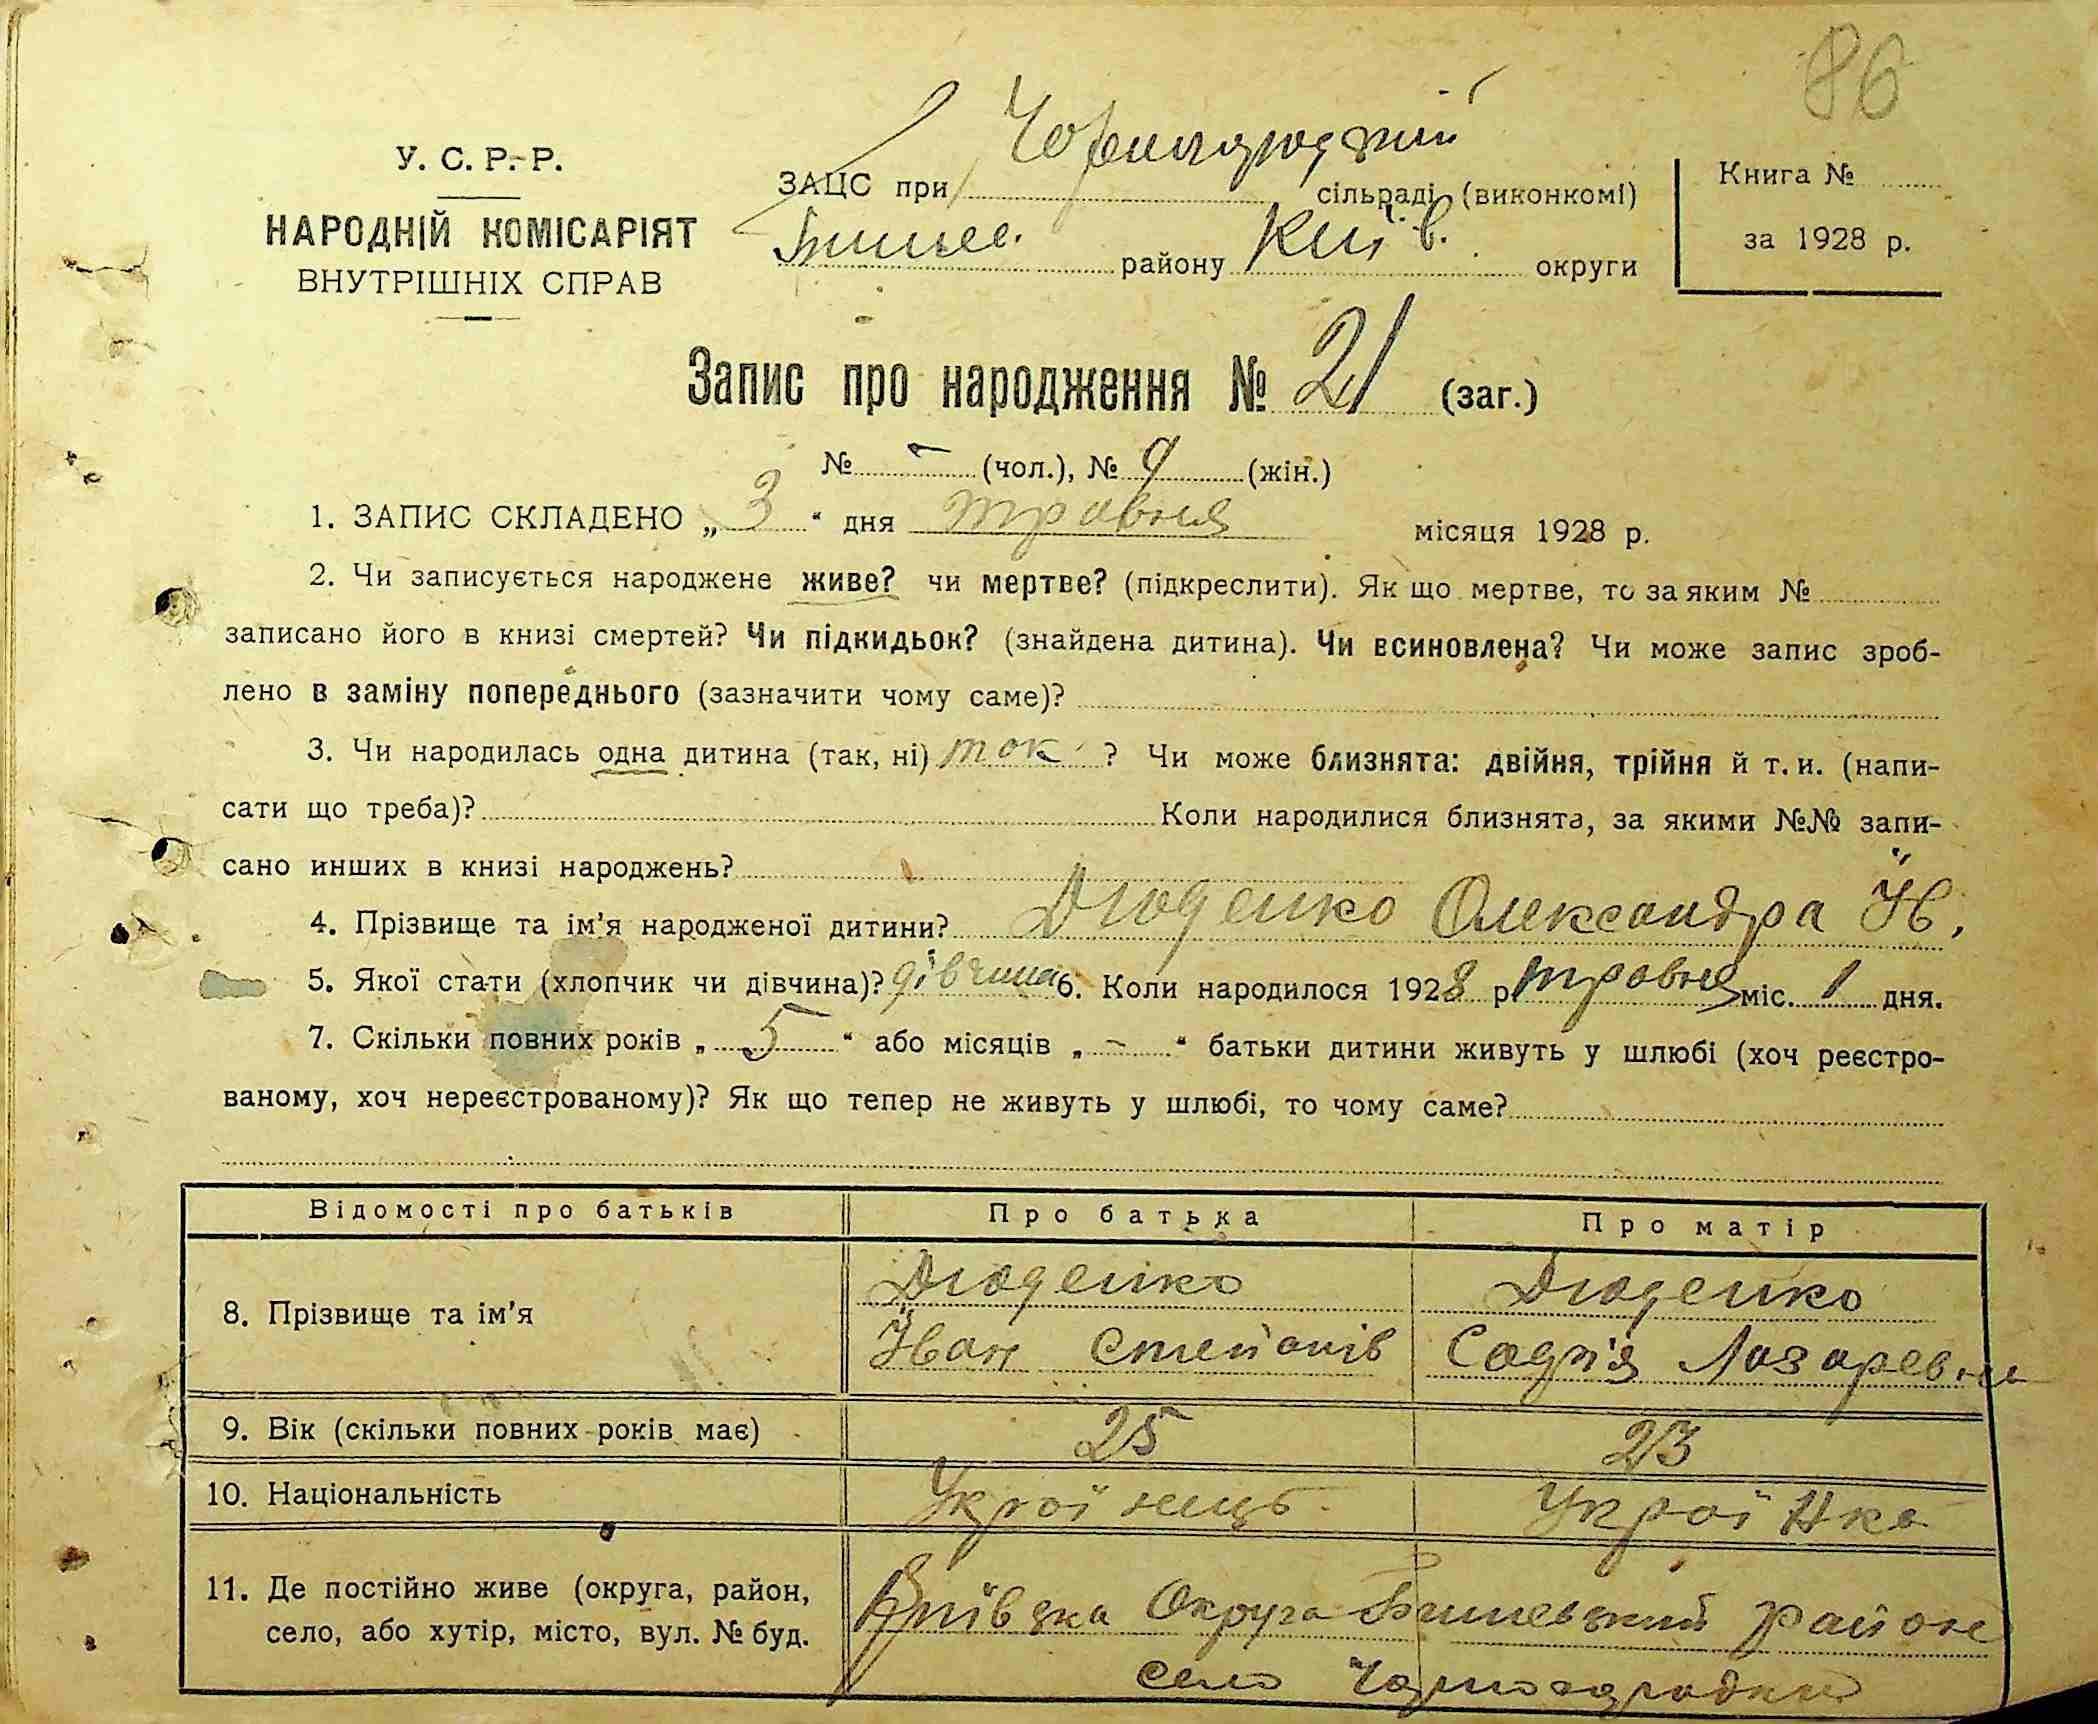 86
У. С. Р. Р.
НАРОДНІЙ КОМІСАРІЯТ
ВНУТРІШНІХ СПРАВ
ЗАЦС при Чорногородській сільраді (виконкомі)
Бишев. району Київ. округи
Книга №
за 1928 р.
Запис про народження № 21 (заг.)
№ - (чол.), № 9 (жін.)
1. ЗАПИС СКЛАДЕНО „ 3 “ дня травня місяця 1928 р.
2. Чи записується народжене живе? чи мертве? (підкреслити). Як що мертве, то за яким №
записано його в книзі смертей? Чи підкидьок? (знайдена дитина). Чи всиновлена? Чи може запис зроб-
лено в заміну попереднього (зазначити чому саме)?
3. Чи народилась одна дитина (так, ні) так ? Чи може близнята: двійня, трійня й т. и. (напи-
сати що треба)? Коли народилися близнята, за якими №№ запи-
сано инших в книзі народжень?
4. Прізвище та ім’я народженої дитини? Дюденко Олександра Ів.
5. Якої стати (хлопчик чи дівчина)? дівчина 6. Коли народилося 1928 р. травня міс. 1 дня.
7. Скільки повних років „ 5 “ або місяців „ - “ батьки дитини живуть у шлюбі (хоч реєстро-
ваному, хоч нереєстрованому)? Як що тепер не живуть у шлюбі, то чому саме?
Відомості про батьків Про батька Про матір
8. Прізвище та ім’я Дюденко Дюденко
Іван Степанів Софія Лазаревна
9. Вік (скільки повних років має) 25 23
10. Національність Українець Українка
11. Де постійно живе (округа, район, Київська Округа Бишевський район
село, або хутір, місто, вул. № буд. село Чорногородка